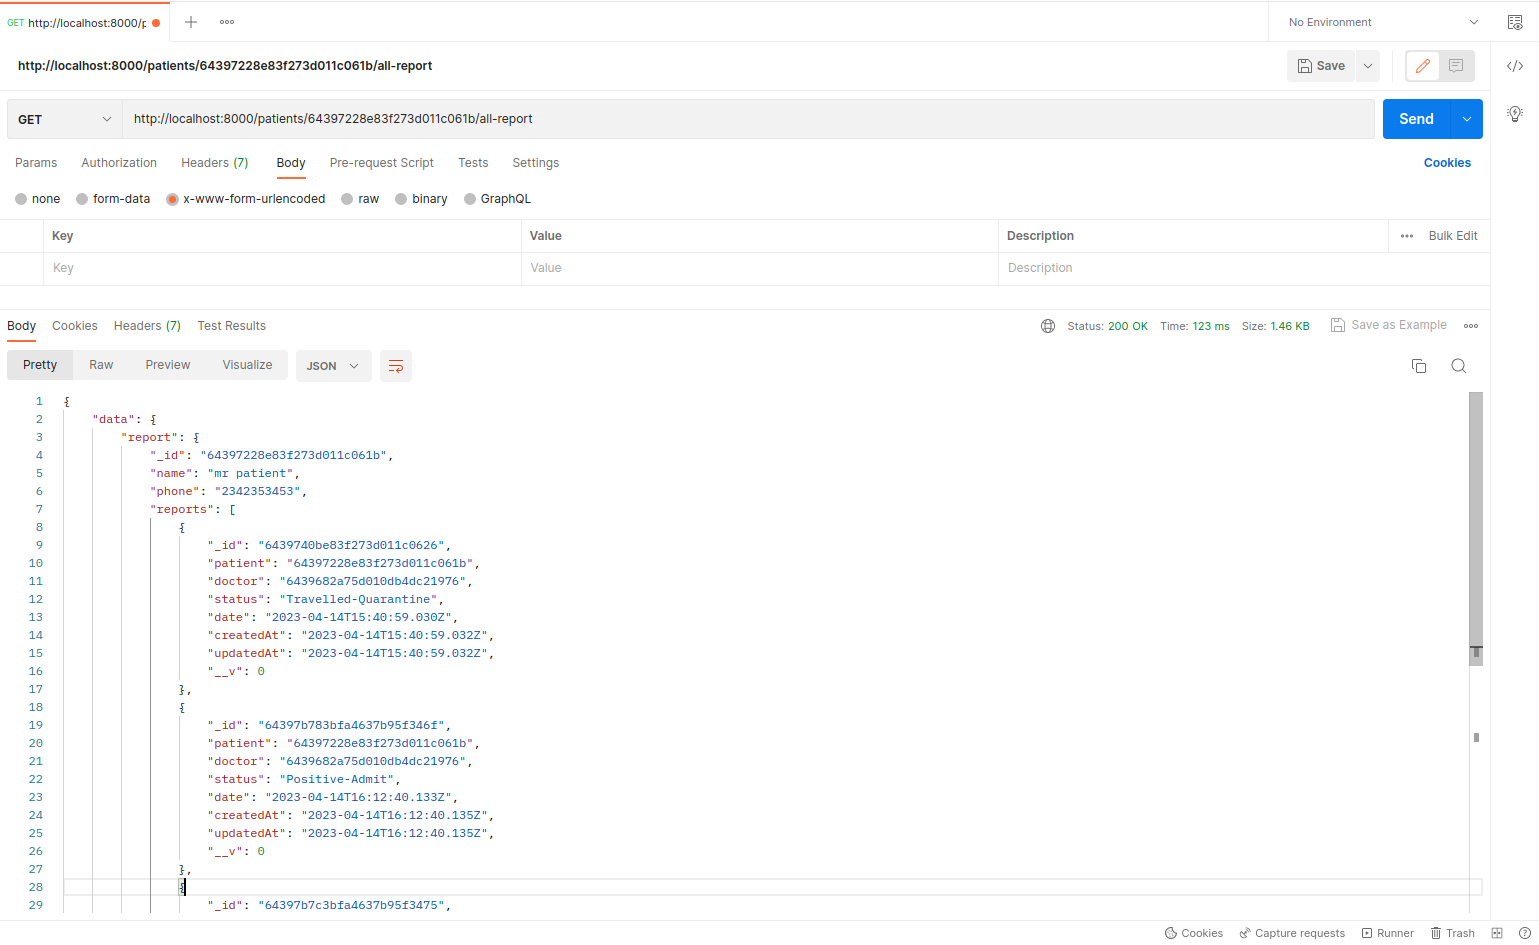 GET http://localhost:8000/p
No Environment
http://localhost:8000/patients/64397228e83f273d011c061b/all-report
Save
GET http://localhost:8000/patients/64397228e83f273d011c061b/all-report Send
Params Authorization Headers (7) Body Pre-request Script Tests Settings Cookies
none form-data x-www-form-urlencoded raw binary GraphQL
Key Value Description Bulk Edit
Key Value Description
Body Cookies Headers (7) Test Results Status: 200 OK Time: 123 ms Size: 1.46 KB Save as Example
Pretty Raw Preview Visualize JSON
1 {
2 "data": {
3 "report": {
4 "_id": "64397228e83f273d011c061b",
5 "name": "mr patient",
6 "phone": "2342353453",
7 "reports": [
8 {
9 "_id": "6439740be83f273d011c0626",
10 "patient": "64397228e83f273d011c061b",
11 "doctor": "6439682a75d010db4dc21976",
12 "status": "Travelled-Quarantine",
13 "date": "2023-04-14T15:40:59.030Z",
14 "createdAt": "2023-04-14T15:40:59.032Z",
15 "updatedAt": "2023-04-14T15:40:59.032Z",
16 "__v": 0
17 },
18 {
19 "_id": "64397b783bfa4637b95f346f",
20 "patient": "64397228e83f273d011c061b",
21 "doctor": "6439682a75d010db4dc21976",
22 "status": "Positive-Admit",
23 "date": "2023-04-14T16:12:40.133Z",
24 "createdAt": "2023-04-14T16:12:40.135Z",
25 "updatedAt": "2023-04-14T16:12:40.135Z",
26 "__v": 0
27 },
28 {
29 "_id": "64397b7c3bfa4637b95f3475",
Cookies Capture requests Runner Trash